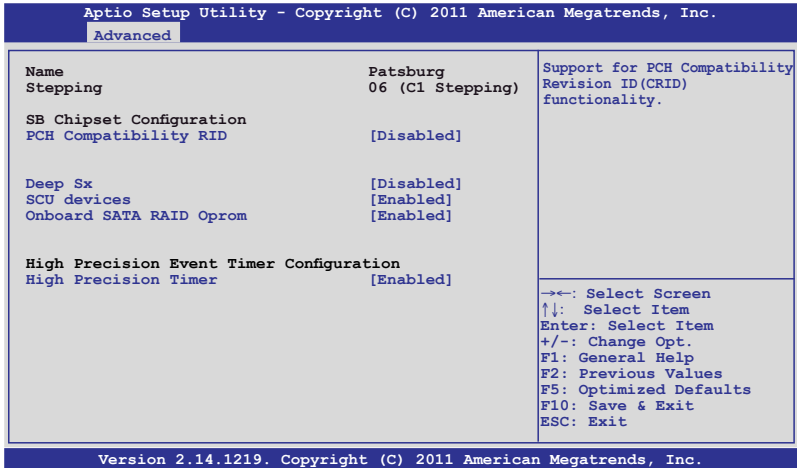 Aptio Setup Utility - Copyright (C) 2011 American Megatrends, Inc.
Advanced
Name Patsburg
Stepping 06 (C1 Stepping)
SB Chipset Configuration
PCH Compatibility RID [Disabled]
Deep Sx [Disabled]
SCU devices [Enabled]
Onboard SATA RAID Oprom [Enabled]
High Precision Event Timer Configuration
High Precision Timer [Enabled]
Support for PCH Compatibility
Revision ID(CRID)
functionality.
→←: Select Screen
↑↓: Select Item
Enter: Select Item
+/-: Change Opt.
F1: General Help
F2: Previous Values
F5: Optimized Defaults
F10: Save & Exit
ESC: Exit
Version 2.14.1219. Copyright (C) 2011 American Megatrends, Inc.